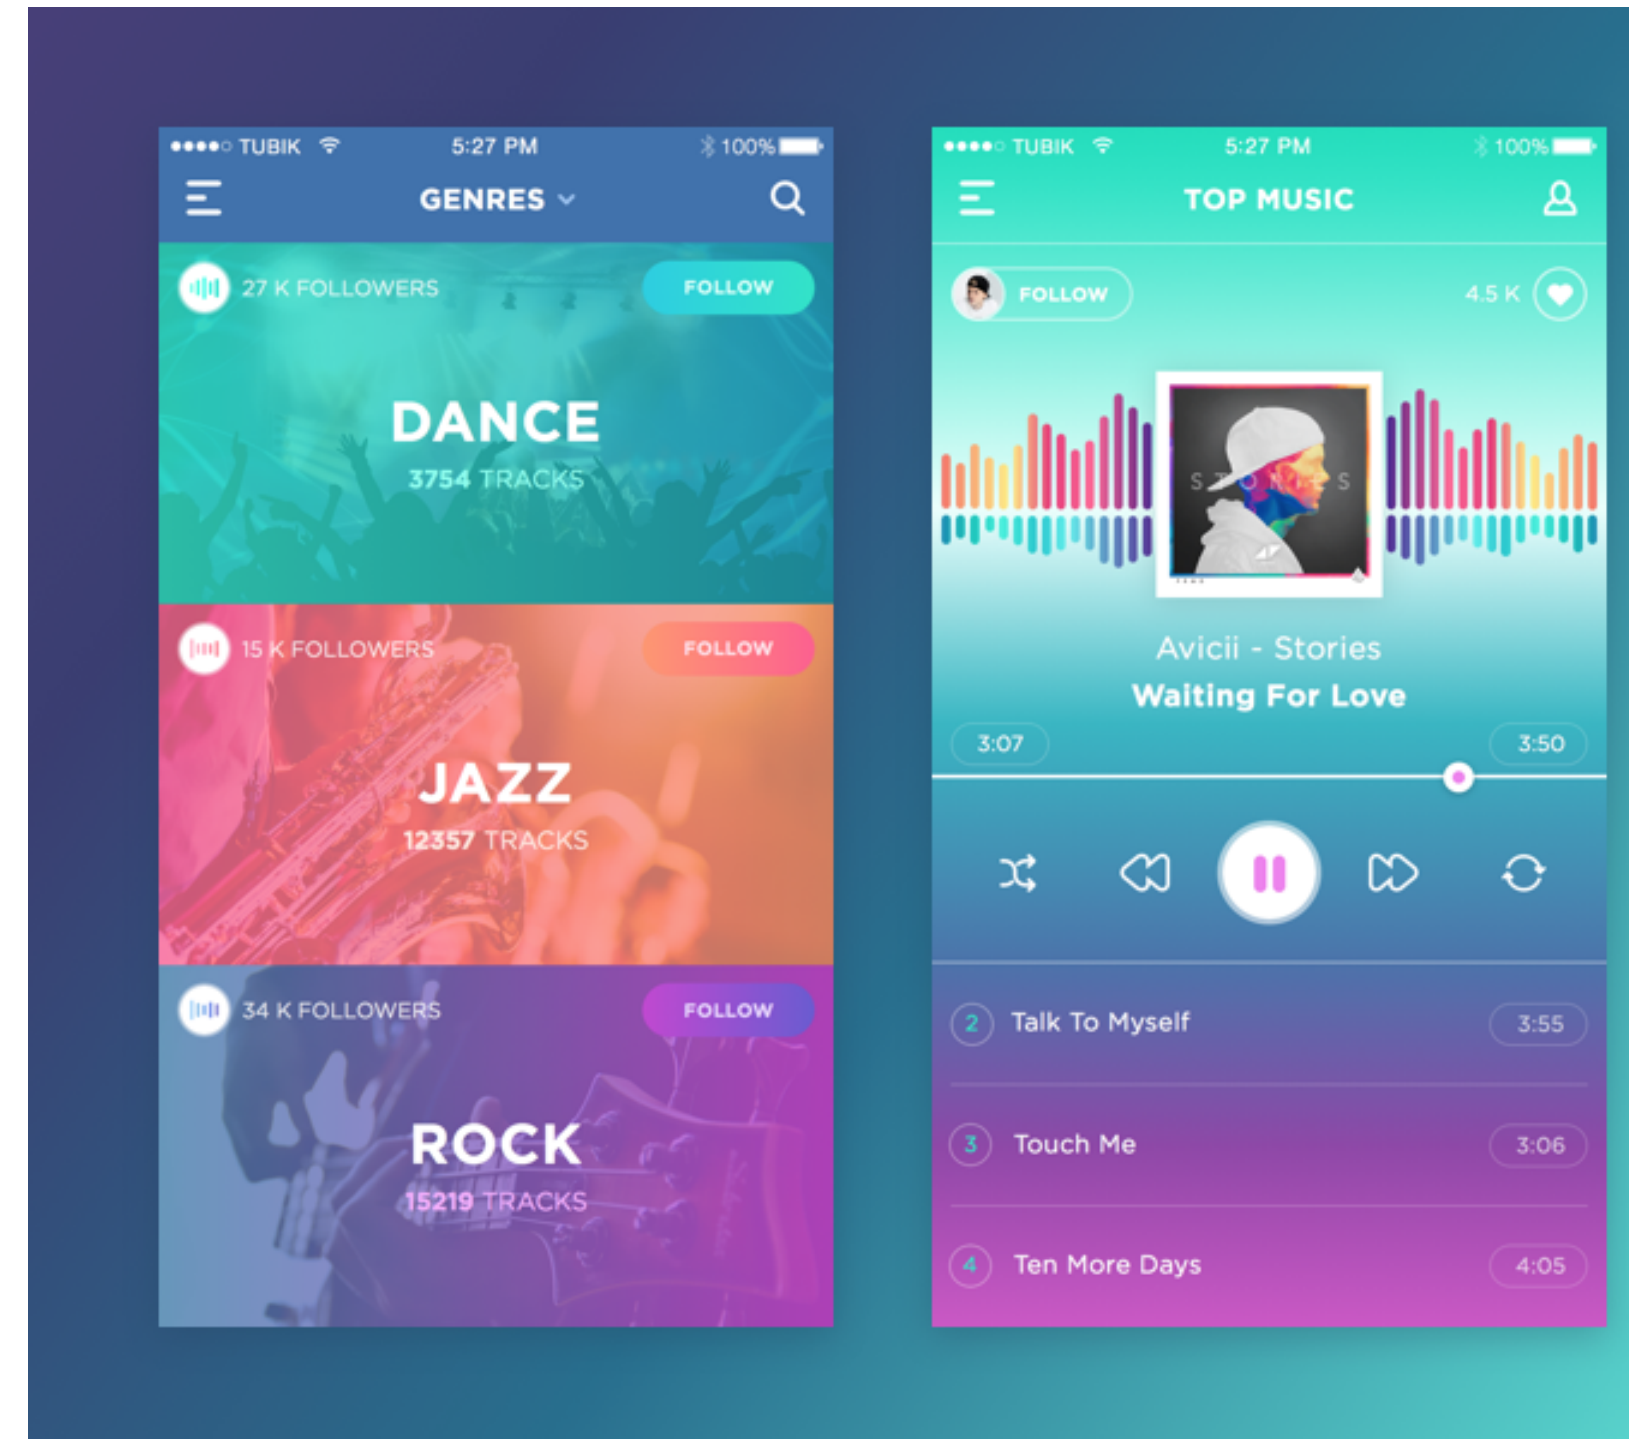 TUBIK 5:27 PM 100%
GENRES
27 K FOLLOWERS FOLLOW
DANCE
3754 TRACKS
15 K FOLLOWERS FOLLOW
JAZZ
12357 TRACKS
34 K FOLLOWERS FOLLOW
ROCK
15219 TRACKS
TUBIK 5:27 PM 100%
TOP MUSIC
FOLLOW 4.5 K
STORIES
Avicii - Stories
Waiting For Love
3:07 3:50
2 Talk To Myself 3:55
3 Touch Me 3:06
4 Ten More Days 4:05